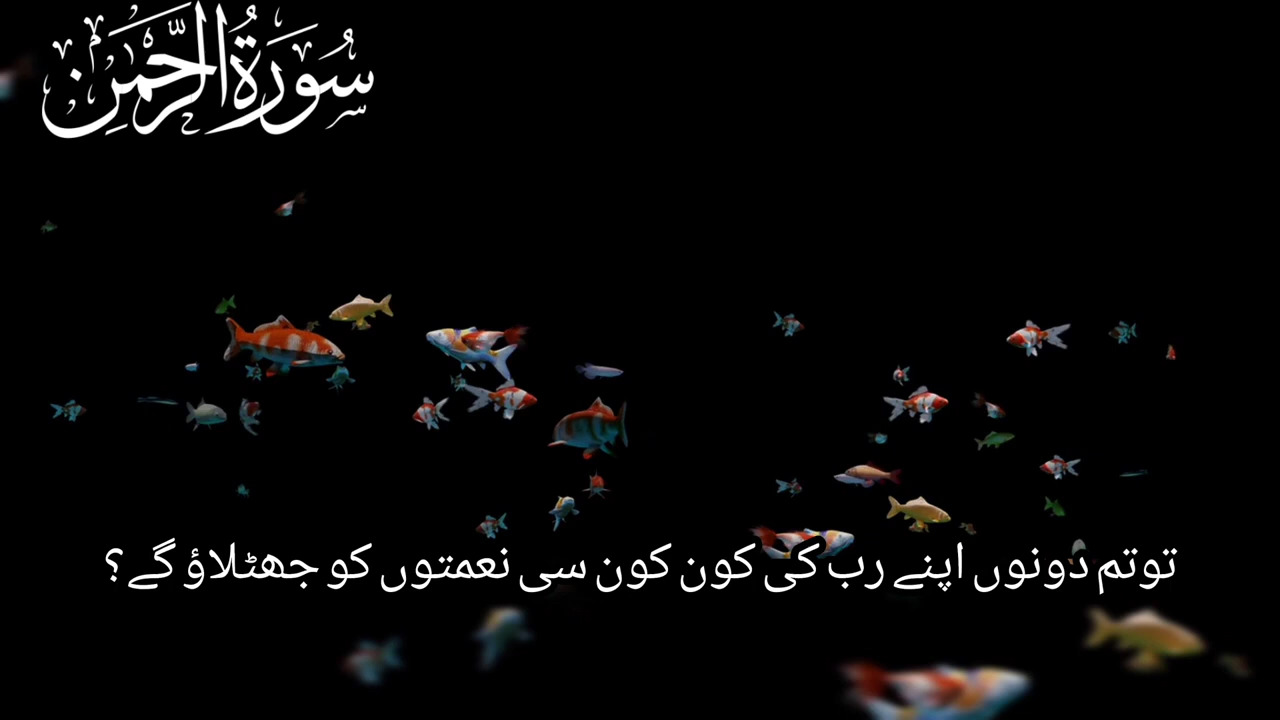 سُورَةُ الرَّحْمٰن
توتم دونوں اپنے رب کی کون کون سی نعمتوں کو جھٹلاؤ گے؟